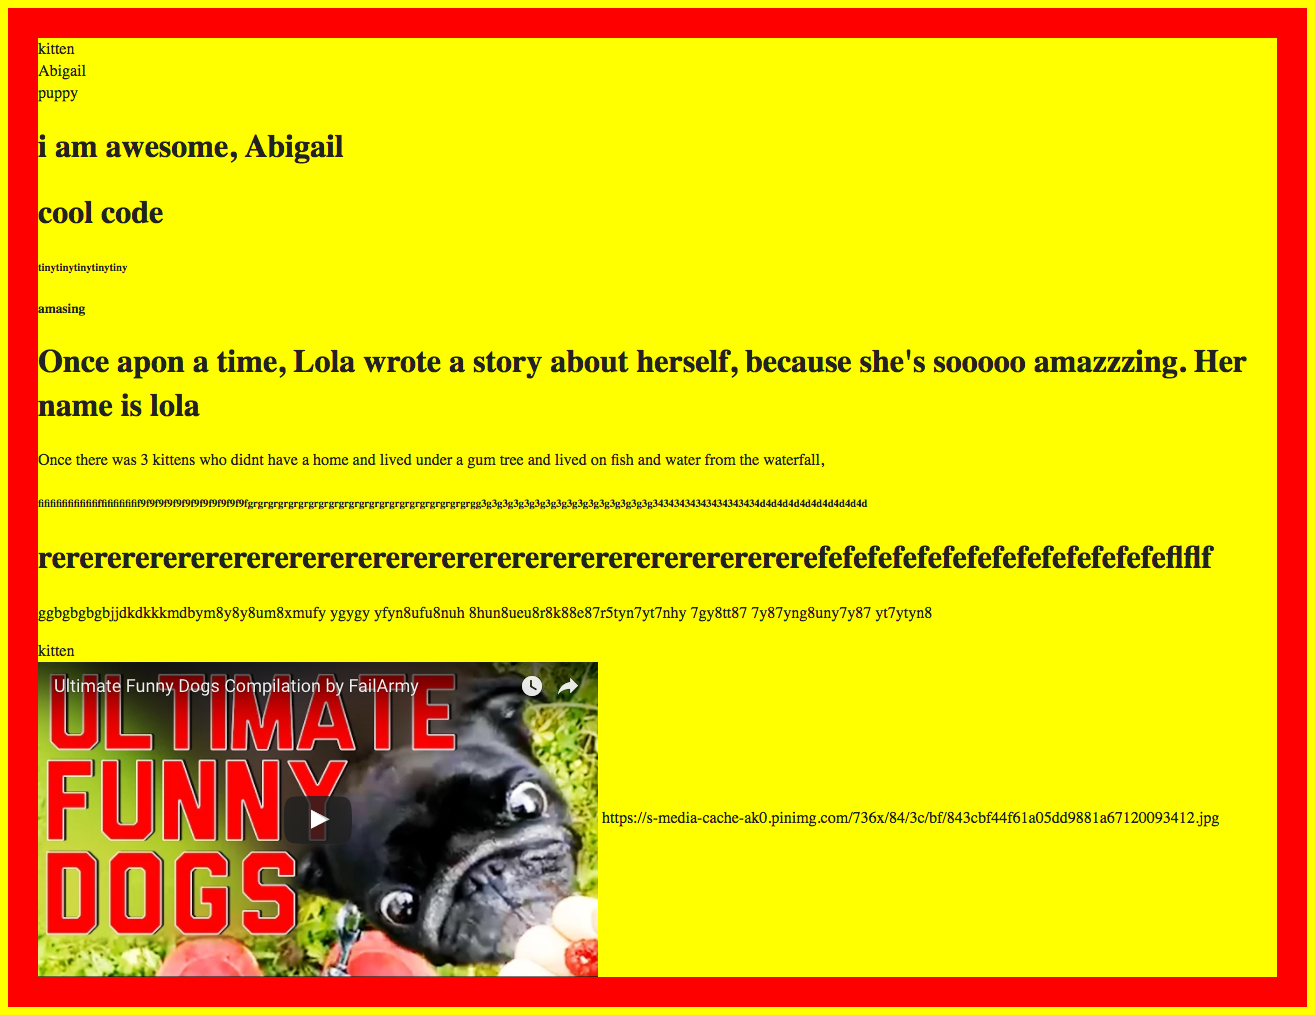 kitten
Abigail
puppy
i am awesome, Abigail
cool code
tinytinytinytinytiny
amasing
Once apon a time, Lola wrote a story about herself, because she's sooooo amazzzing. Her
name is lola
Once there was 3 kittens who didnt have a home and lived under a gum tree and lived on fish and water from the waterfall,
ggbgbgbgbjjdkdkkkmdbym8y8y8um8xmufy ygygy yfyn8ufu8nuh 8hun8ueu8r8k88e87r5tyn7yt7nhy 7gy8tt87 7y87yng8uny7y87 yt7ytyn8
kitten
Ultimate Funny Dogs Compilation by FailArmy
ULTIMATE
FUNNY
DOGS
https://s-media-cache-ak0.pinimg.com/736x/84/3c/bf/843cbf44f61a05dd9881a67120093412.jpg